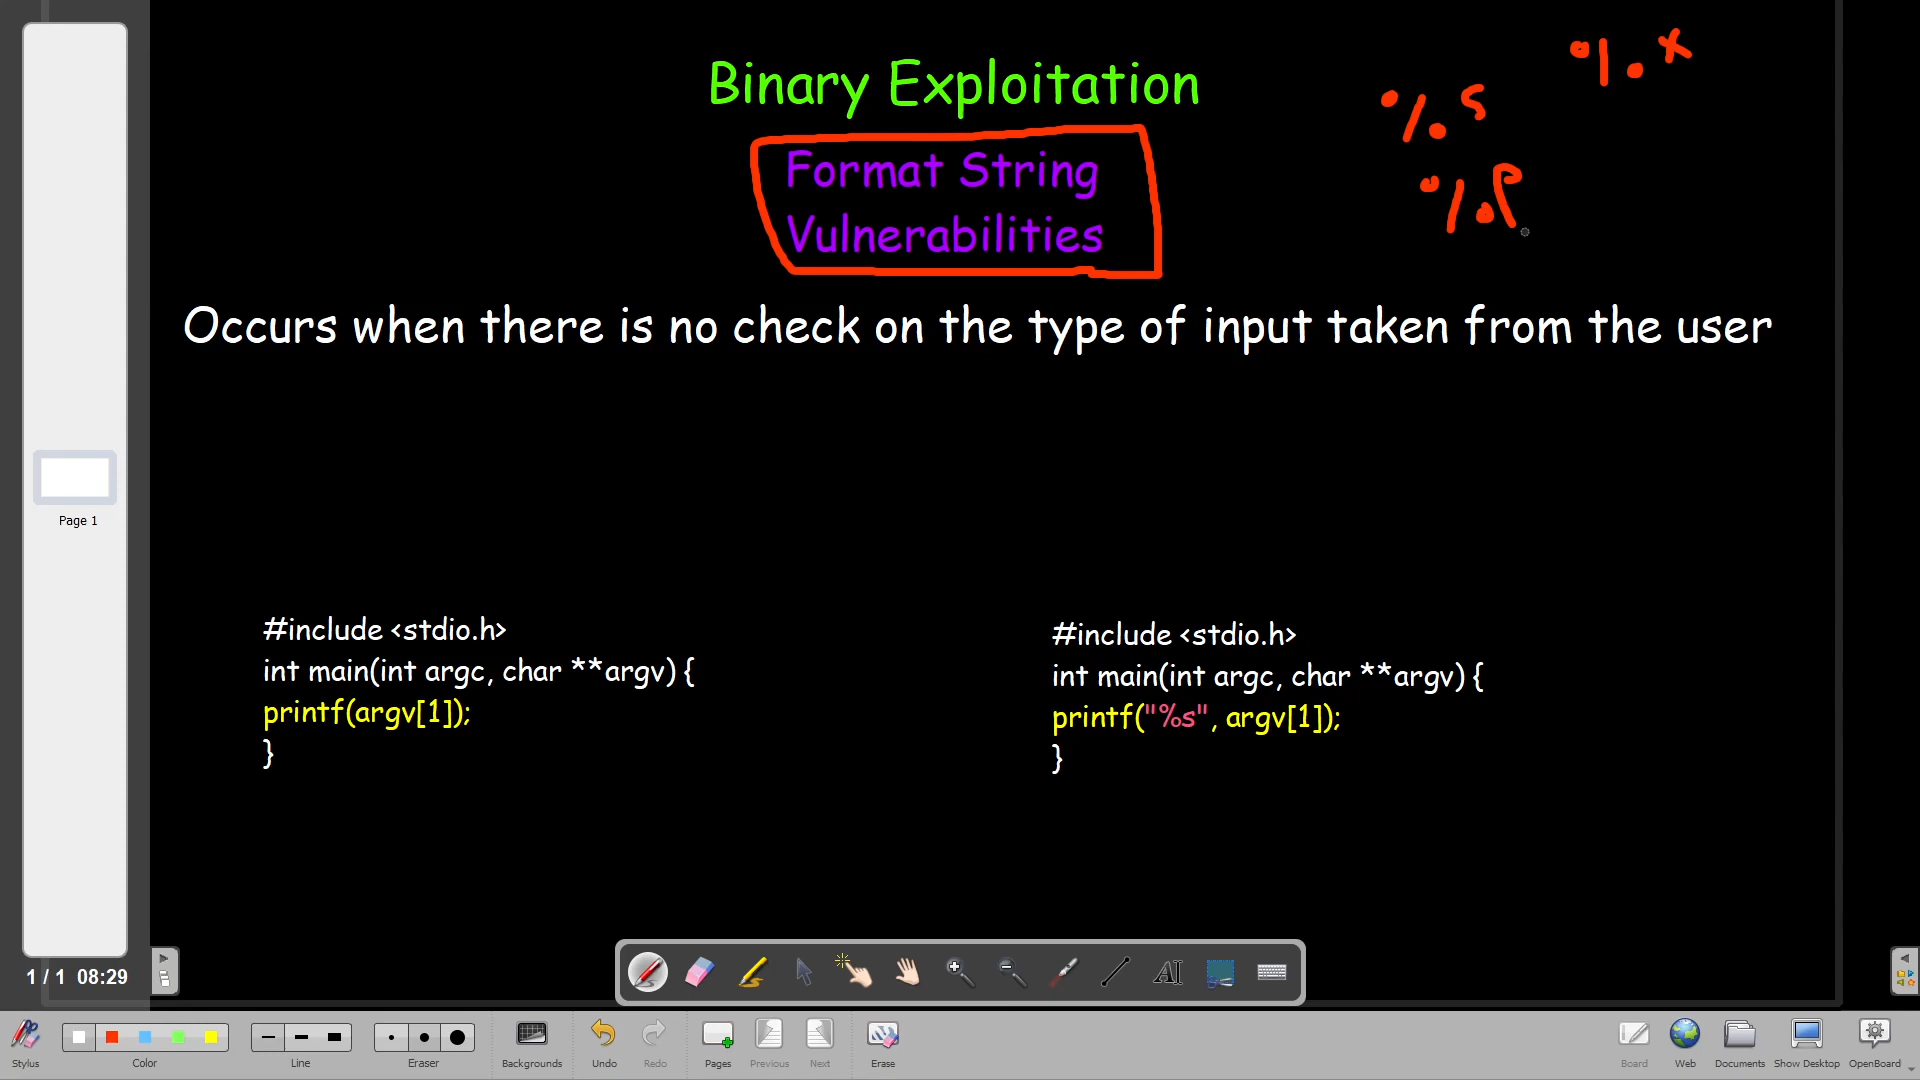 Binary Exploitation
%x
%s
Format String
%p
Vulnerabilities
Occurs when there is no check on the type of input taken from the user
#include <stdio.h>
int main(int argc, char **argv) {
printf(argv[1]);
}
#include <stdio.h>
int main(int argc, char **argv) {
printf("%s", argv[1]);
}
Page 1
1 / 1 08:29
AI
Stylus
Color
Line
Eraser
Backgrounds
Undo
Redo
Pages
Previous
Next
Erase
Board
Web
Documents
Show Desktop
OpenBoard